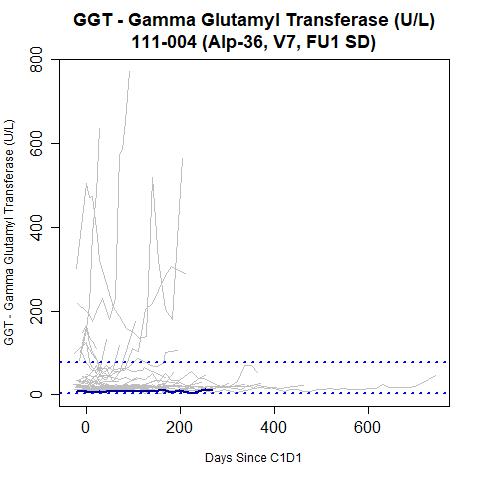 GGT - Gamma Glutamyl Transferase (U/L)
111-004 (Alp-36, V7, FU1 SD)
GGT - Gamma Glutamyl Transferase (U/L)
800
600
400
200
0
0 200 400 600
Days Since C1D1